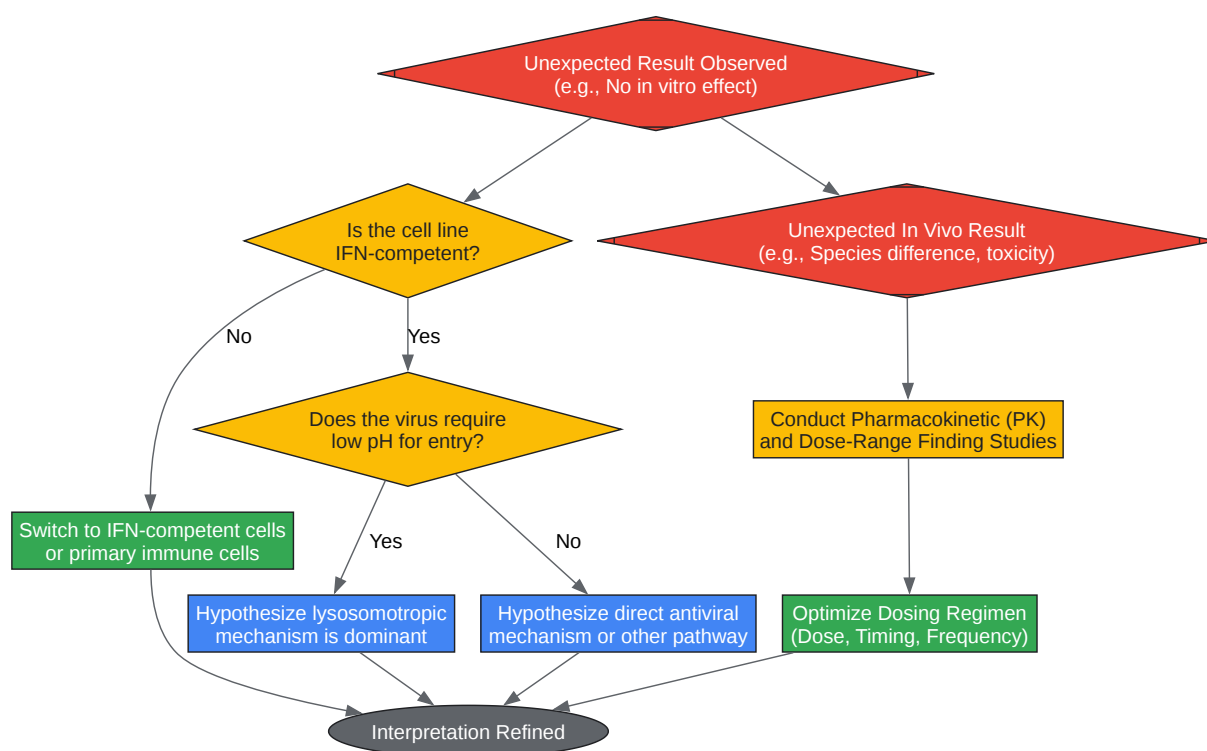 Unexpected Result Observed
(e.g., No in vitro effect)
Is the cell line
IFN-competent?
Unexpected In Vivo Result
(e.g., Species difference, toxicity)
No
Yes
Does the virus require
low pH for entry?
Conduct Pharmacokinetic (PK)
and Dose-Range Finding Studies
Switch to IFN-competent cells
or primary immune cells
Yes
No
Hypothesize lysosomotropic
mechanism is dominant
Hypothesize direct antiviral
mechanism or other pathway
Optimize Dosing Regimen
(Dose, Timing, Frequency)
Interpretation Refined